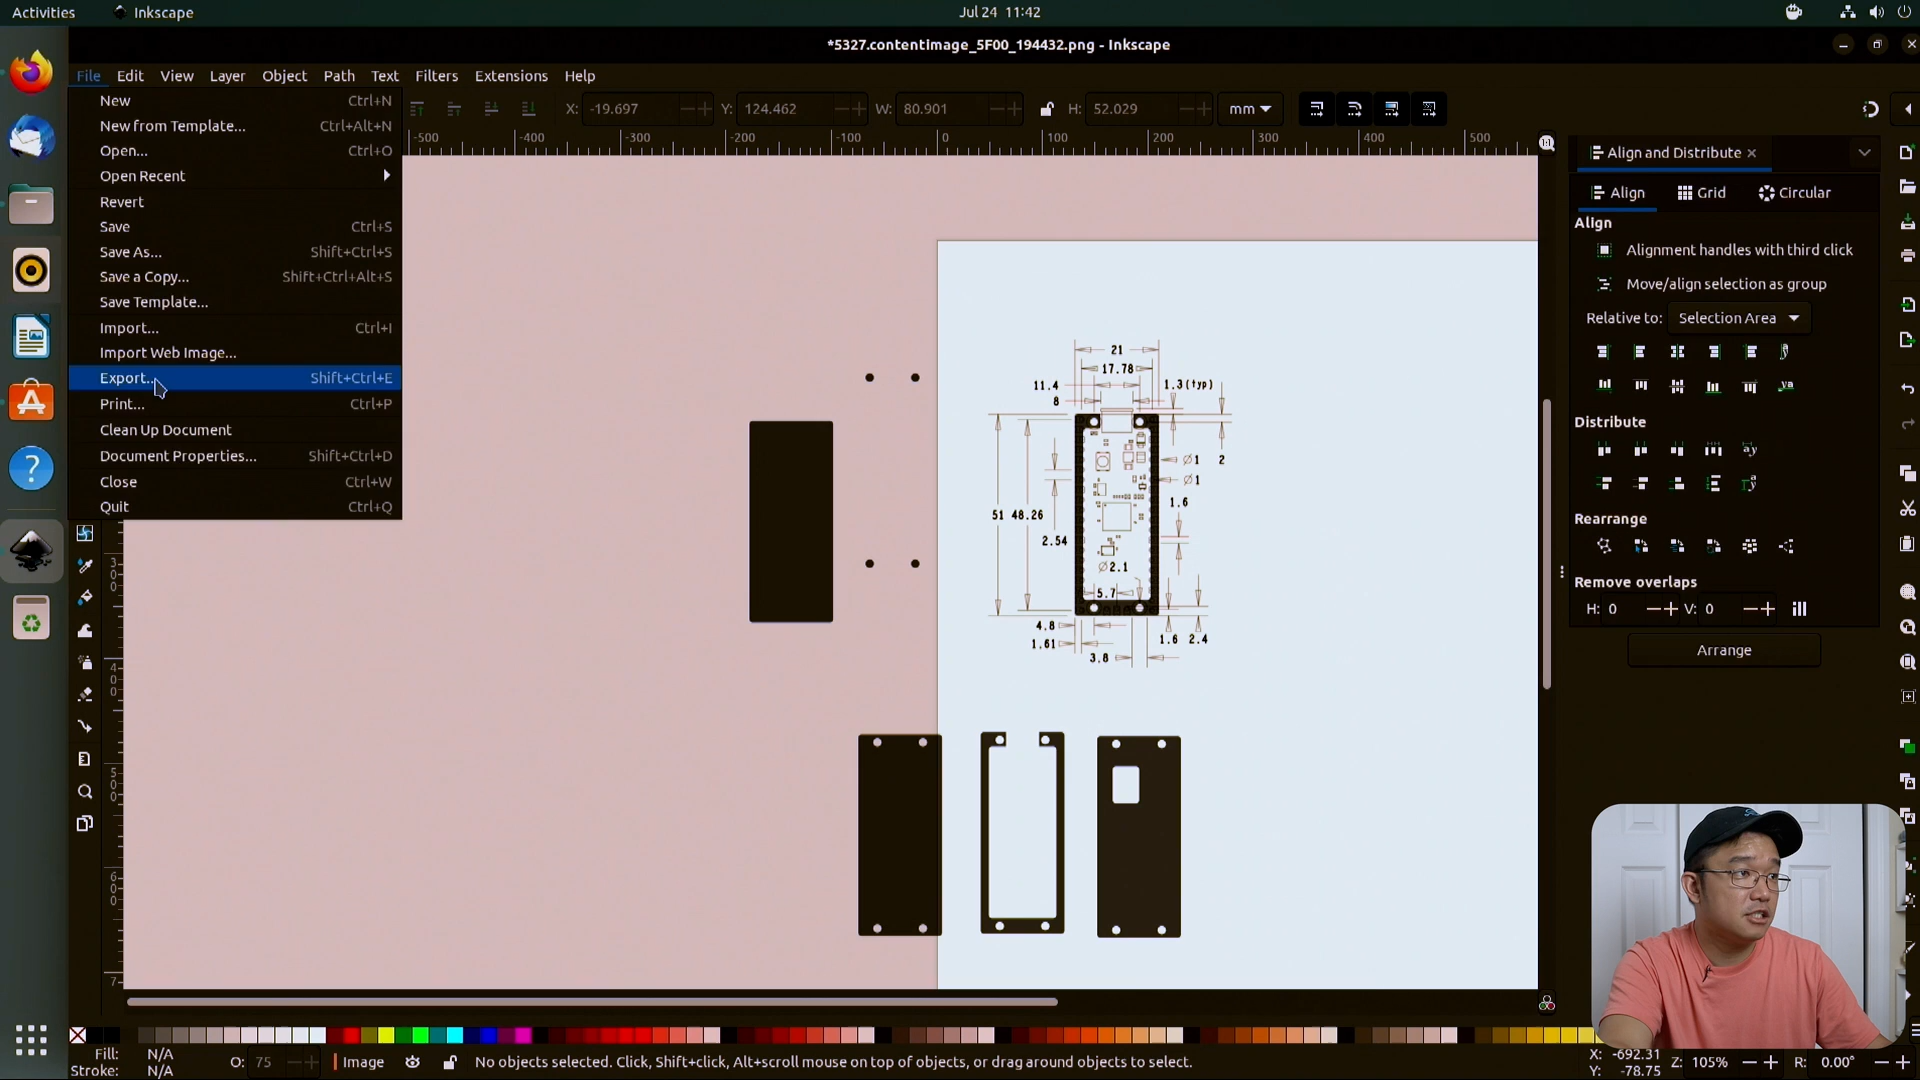 Activities
Inkscape
Jul 24 11:42
*5327.contentImage_5F00_194432.png - Inkscape
File Edit View Layer Object Path Text Filters Extensions Help
X: -19.697 Y: 124.462 W: 80.901 H: 52.029 mm
New Ctrl+N
New from Template... Ctrl+Alt+N
Open... Ctrl+O
Open Recent
Revert
Save Ctrl+S
Save As... Shift+Ctrl+S
Save a Copy... Shift+Ctrl+Alt+S
Save Template...
Import... Ctrl+I
Import Web Image...
Export... Shift+Ctrl+E
Print... Ctrl+P
Clean Up Document
Document Properties... Shift+Ctrl+D
Close Ctrl+W
Quit Ctrl+Q
-500 -400 -300 -200 -100 0 100 200 300 400 500
300
400
500
600
7
21
17.78
11.4 1.3(typ)
8
Ø1 2
Ø1
1.6
51 48.26
2.54
Ø2.1
5.7
4.8 1.6 2.4
1.61
3.8
Align and Distribute
Align Grid Circular
Align
Alignment handles with third click
Move/align selection as group
Relative to: Selection Area
Distribute
Rearrange
Remove overlaps
H: 0 V: 0
Arrange
Fill: N/A
Stroke: N/A
O: 75
Image
No objects selected. Click, Shift+click, Alt+scroll mouse on top of objects, or drag around objects to select.
X: -692.31
Y: -78.75
Z: 105%
R: 0.00°